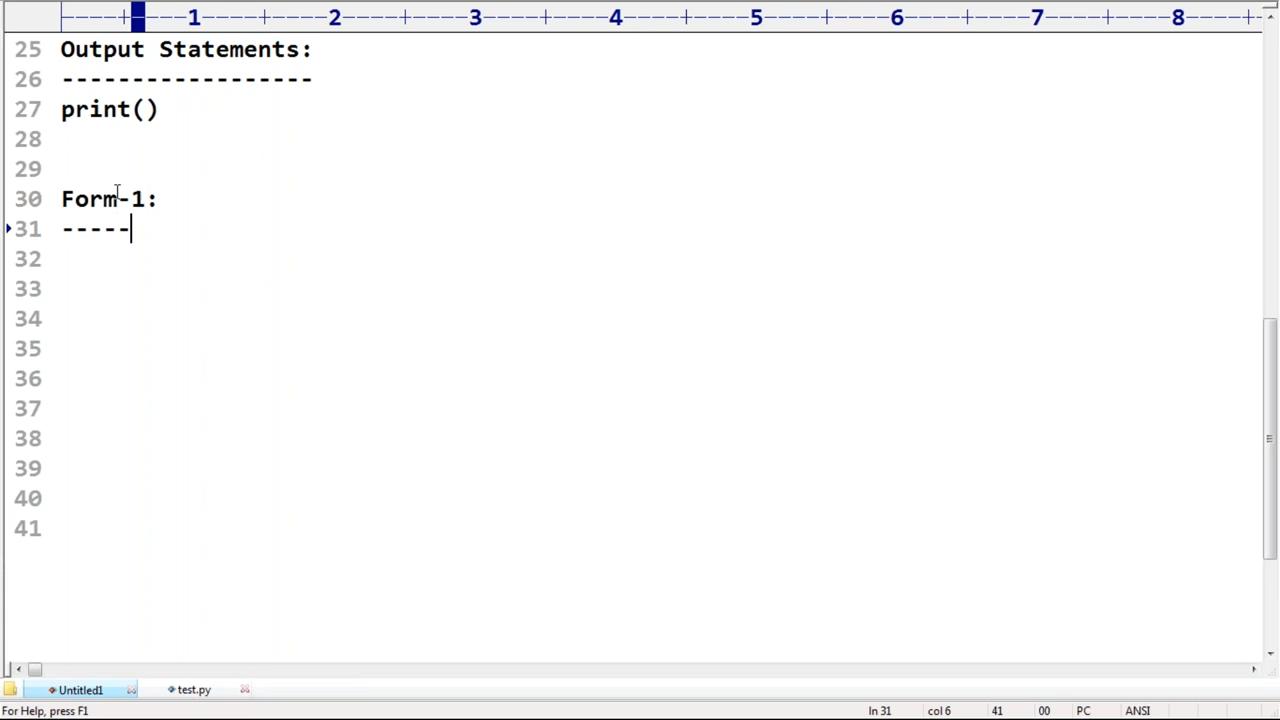 1 2 3 4 5 6 7 8
25 Output Statements:
26 ------------------
27 print()
28
29
30 Form-1:
31 -----
32
33
34
35
36
37
38
39
40
41
Untitled1 test.py
For Help, press F1 ln 31 col 6 41 00 PC ANSI